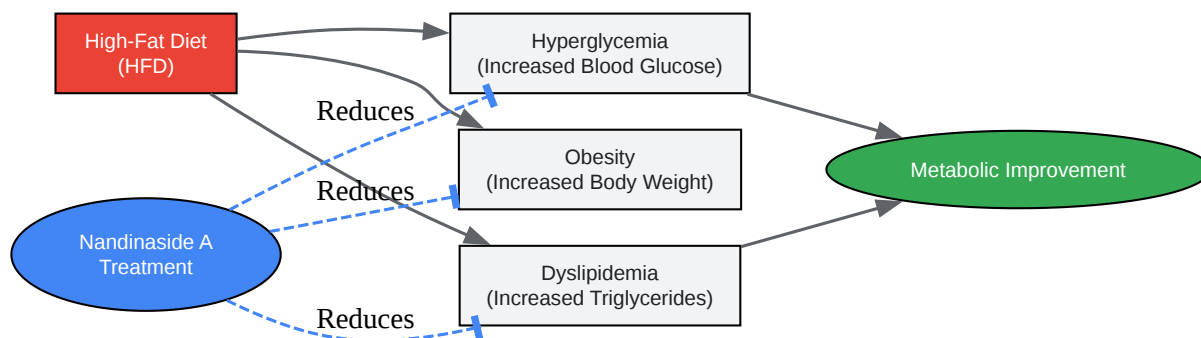 High-Fat Diet
(HFD)
Hyperglycemia
(Increased Blood Glucose)
Reduces
Obesity
(Increased Body Weight)
Metabolic Improvement
Reduces
Nandinaside A
Treatment
Dyslipidemia
(Increased Triglycerides)
Reduces